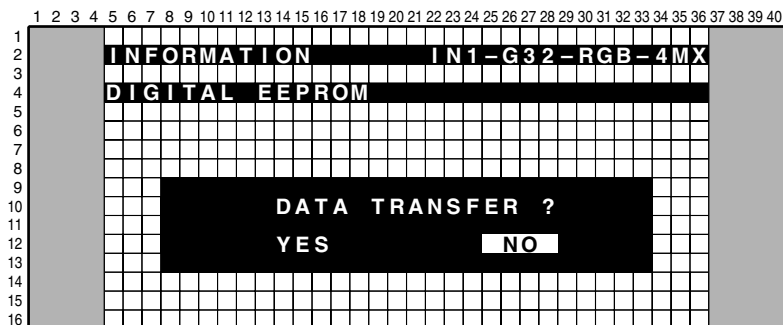 1 2 3 4 5 6 7 8 9 10 11 12 13 14 15 16 17 18 19 20 21 22 23 24 25 26 27 28 29 30 31 32 33 34 35 36 37 38 39 40
1
2 INFORMATION IN1–G32–RGB–4MX
3
4 DIGITAL EEPROM
5
6
7
8
9
10 DATA TRANSFER ?
11
12 YES NO
13
14
15
16